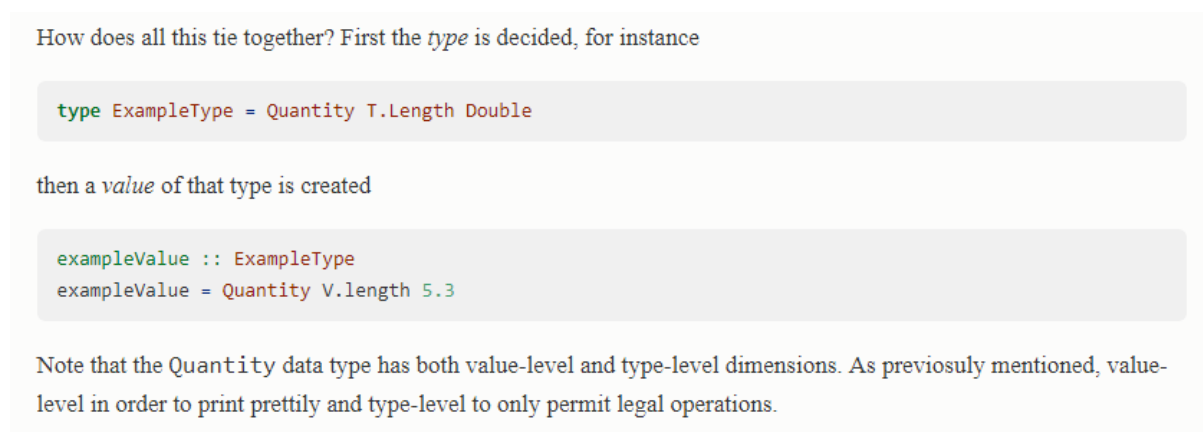 How does all this tie together? First the type is decided, for instance
type ExampleType = Quantity T.Length Double
then a value of that type is created
exampleValue :: ExampleType
exampleValue = Quantity V.length 5.3
Note that the Quantity data type has both value-level and type-level dimensions. As previosuly mentioned, value-
level in order to print prettily and type-level to only permit legal operations.